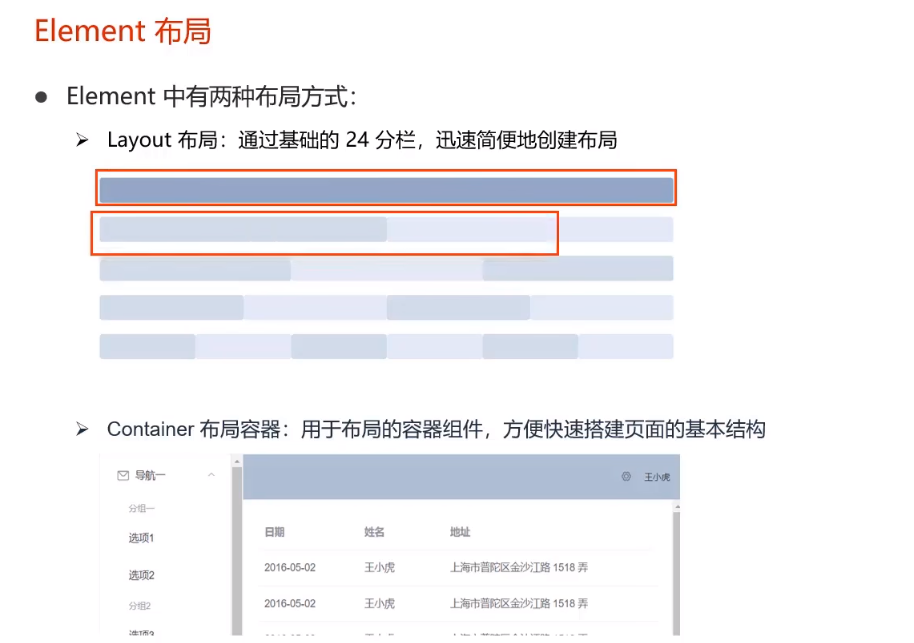 Element 布局
● Element 中有两种布局方式：
➢ Layout 布局：通过基础的 24 分栏，迅速简便地创建布局
➢ Container 布局容器：用于布局的容器组件，方便快速搭建页面的基本结构
导航一
王小虎
分组一
选项1
选项2
分组2
选项3
日期 姓名 地址
2016-05-02 王小虎 上海市普陀区金沙江路 1518 弄
2016-05-02 王小虎 上海市普陀区金沙江路 1518 弄